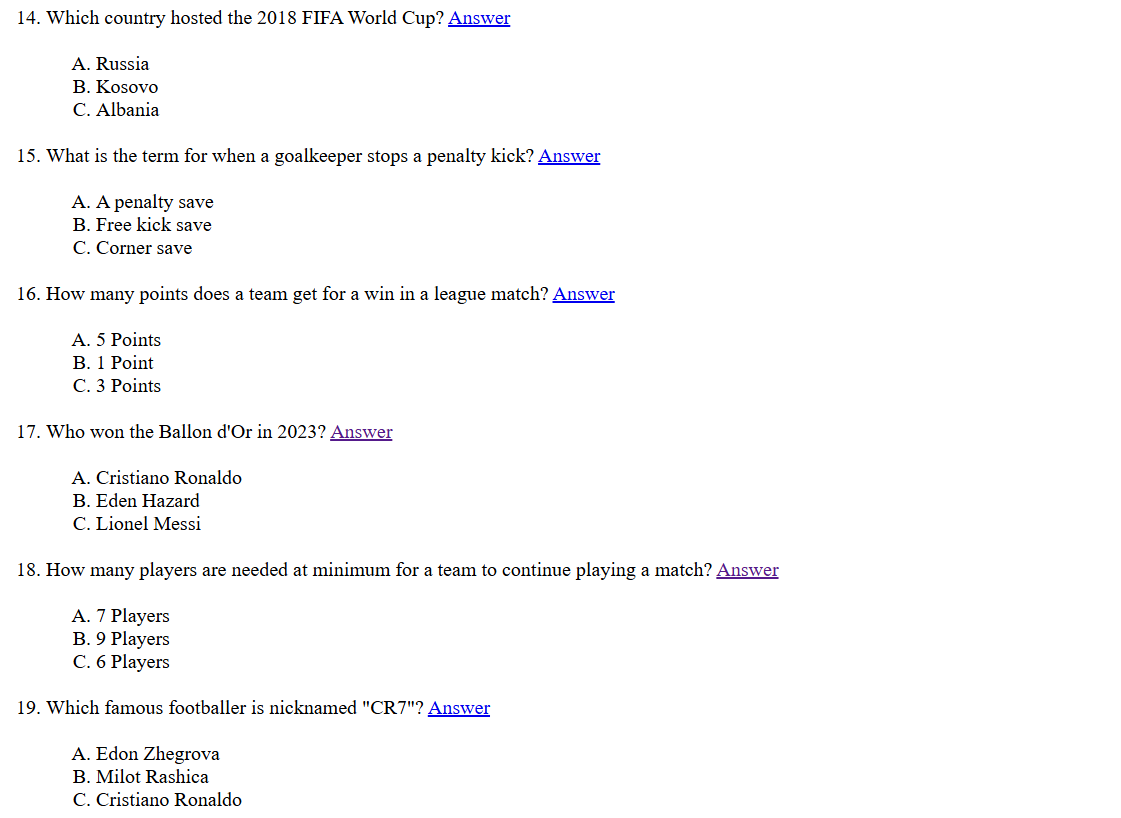 14. Which country hosted the 2018 FIFA World Cup? Answer
A. Russia
B. Kosovo
C. Albania
15. What is the term for when a goalkeeper stops a penalty kick? Answer
A. A penalty save
B. Free kick save
C. Corner save
16. How many points does a team get for a win in a league match? Answer
A. 5 Points
B. 1 Point
C. 3 Points
17. Who won the Ballon d'Or in 2023? Answer
A. Cristiano Ronaldo
B. Eden Hazard
C. Lionel Messi
18. How many players are needed at minimum for a team to continue playing a match? Answer
A. 7 Players
B. 9 Players
C. 6 Players
19. Which famous footballer is nicknamed "CR7"? Answer
A. Edon Zhegrova
B. Milot Rashica
C. Cristiano Ronaldo